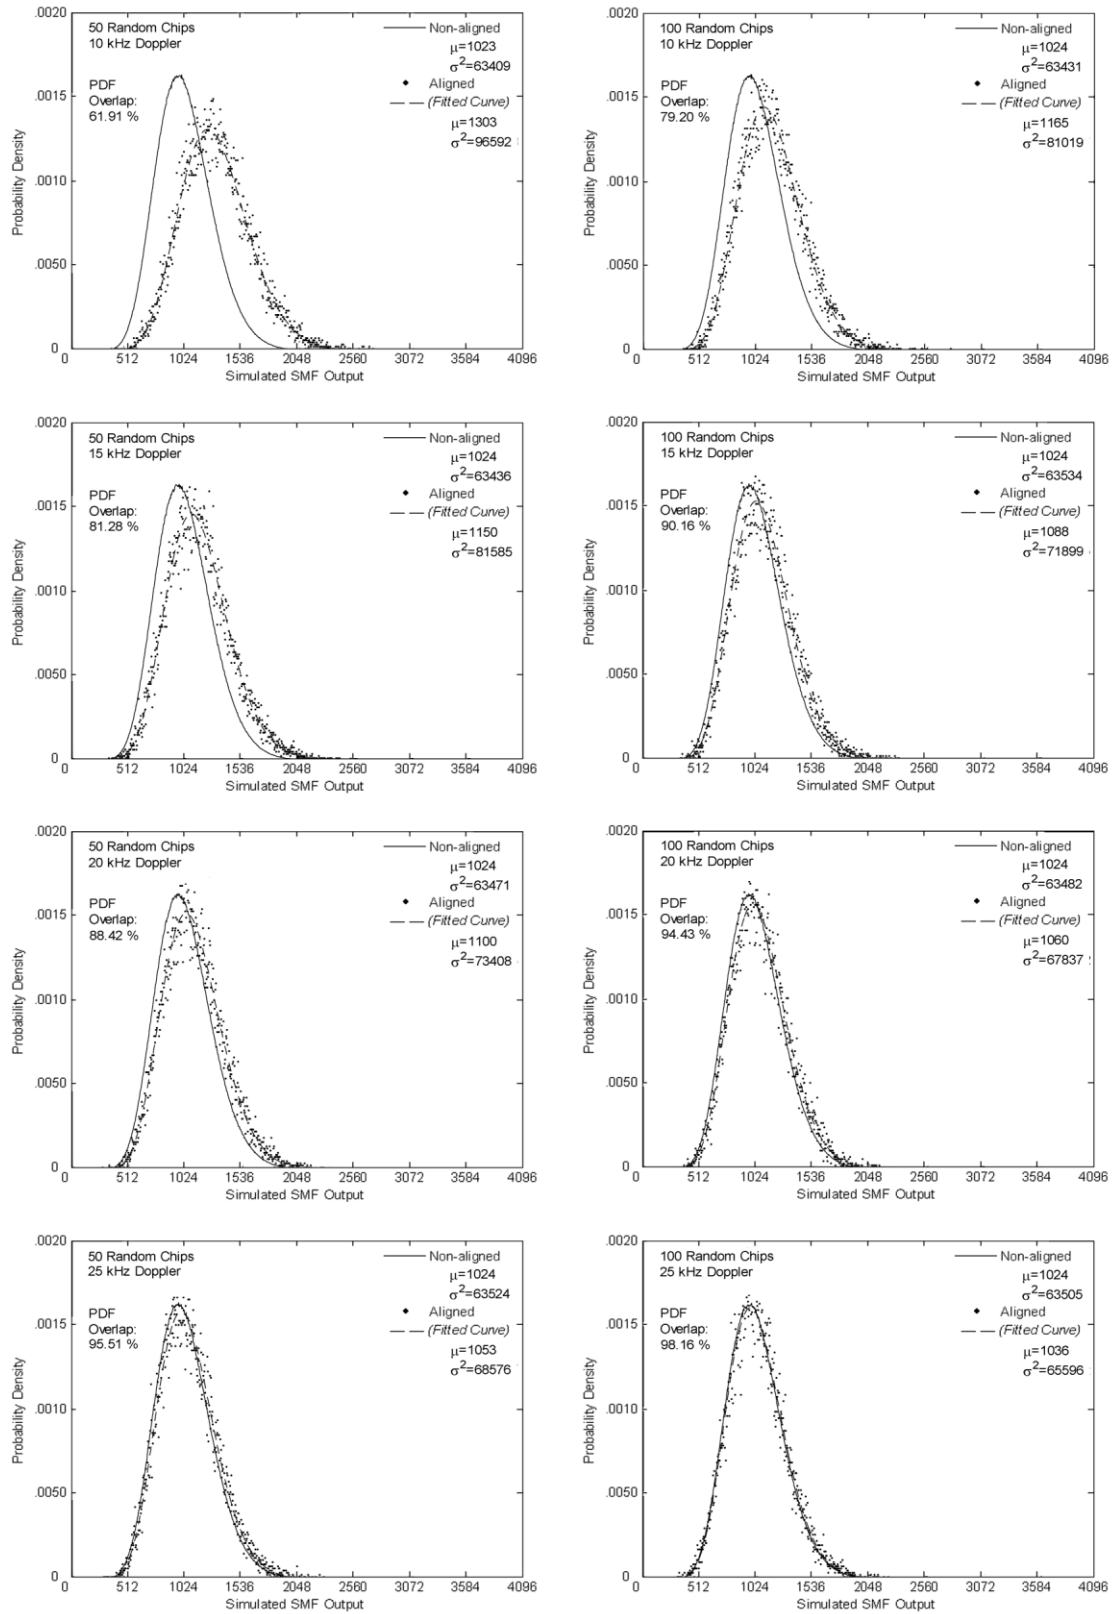 .0020
50 Random Chips
10 kHz Doppler
Non-aligned
μ=1023
σ²=63409
PDF
Overlap:
61.91 %
Aligned
(Fitted Curve)
μ=1303
σ²=96592
.0015
.0010
.0050
0
Probability Density
0 512 1024 1536 2048 2560 3072 3584 4096
Simulated SMF Output
.0020
100 Random Chips
10 kHz Doppler
Non-aligned
μ=1024
σ²=63431
PDF
Overlap:
79.20 %
Aligned
(Fitted Curve)
μ=1165
σ²=81019
.0015
.0010
.0050
0
Probability Density
0 512 1024 1536 2048 2560 3072 3584 4096
Simulated SMF Output
.0020
50 Random Chips
15 kHz Doppler
Non-aligned
μ=1024
σ²=63436
PDF
Overlap:
81.28 %
Aligned
(Fitted Curve)
μ=1150
σ²=81585
.0015
.0010
.0050
0
Probability Density
0 512 1024 1536 2048 2560 3072 3584 4096
Simulated SMF Output
.0020
100 Random Chips
15 kHz Doppler
Non-aligned
μ=1024
σ²=63534
PDF
Overlap:
90.16 %
Aligned
(Fitted Curve)
μ=1088
σ²=71899
.0015
.0010
.0050
0
Probability Density
0 512 1024 1536 2048 2560 3072 3584 4096
Simulated SMF Output
.0020
50 Random Chips
20 kHz Doppler
Non-aligned
μ=1024
σ²=63471
PDF
Overlap:
88.42 %
Aligned
(Fitted Curve)
μ=1100
σ²=73408
.0015
.0010
.0050
0
Probability Density
0 512 1024 1536 2048 2560 3072 3584 4096
Simulated SMF Output
.0020
100 Random Chips
20 kHz Doppler
Non-aligned
μ=1024
σ²=63482
PDF
Overlap:
94.43 %
Aligned
(Fitted Curve)
μ=1060
σ²=67837
.0015
.0010
.0050
0
Probability Density
0 512 1024 1536 2048 2560 3072 3584 4096
Simulated SMF Output
.0020
50 Random Chips
25 kHz Doppler
Non-aligned
μ=1024
σ²=63524
PDF
Overlap:
95.51 %
Aligned
(Fitted Curve)
μ=1053
σ²=68576
.0015
.0010
.0050
0
Probability Density
0 512 1024 1536 2048 2560 3072 3584 4096
Simulated SMF Output
.0020
100 Random Chips
25 kHz Doppler
Non-aligned
μ=1024
σ²=63505
PDF
Overlap:
98.16 %
Aligned
(Fitted Curve)
μ=1036
σ²=65596
.0015
.0010
.0050
0
Probability Density
0 512 1024 1536 2048 2560 3072 3584 4096
Simulated SMF Output